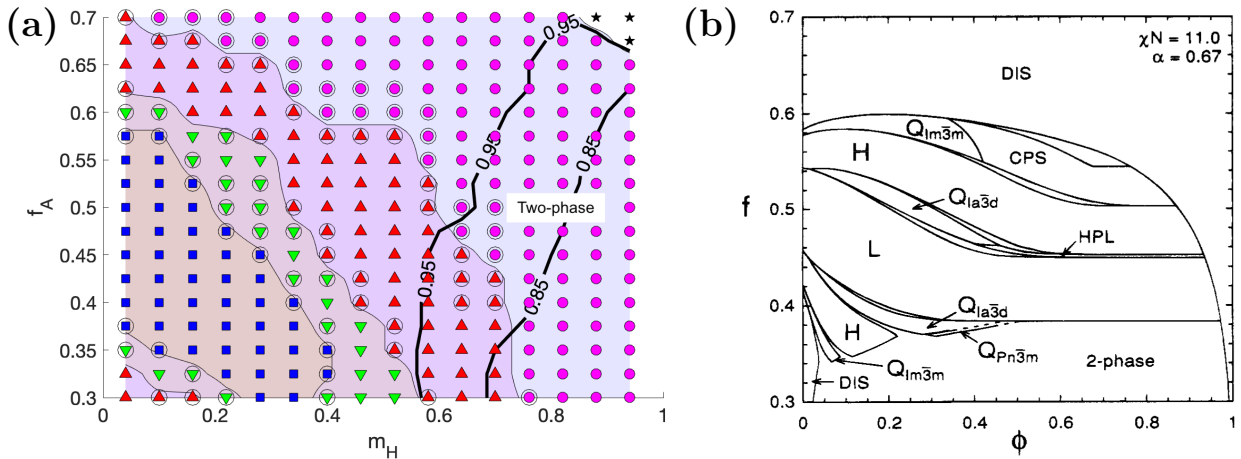 (a)
0.7
0.65
0.6
0.55
0.5
0.45
0.4
0.35
0.3
f_A
0
0.2
0.4
0.6
0.8
1
m_H
0.95
0.95
0.85
0.95
0.85
Two-phase
(b)
χN = 11.0
α = 0.67
DIS
Q_Im3̅m
H
CPS
Q_Ia3̅d
HPL
L
Q_Ia3̅d
H
Q_Pn3̅m
Q_Im3̅m
2-phase
DIS
0.7
0.6
0.5
0.4
0.3
f
0
0.2
0.4
0.6
0.8
1
ϕ